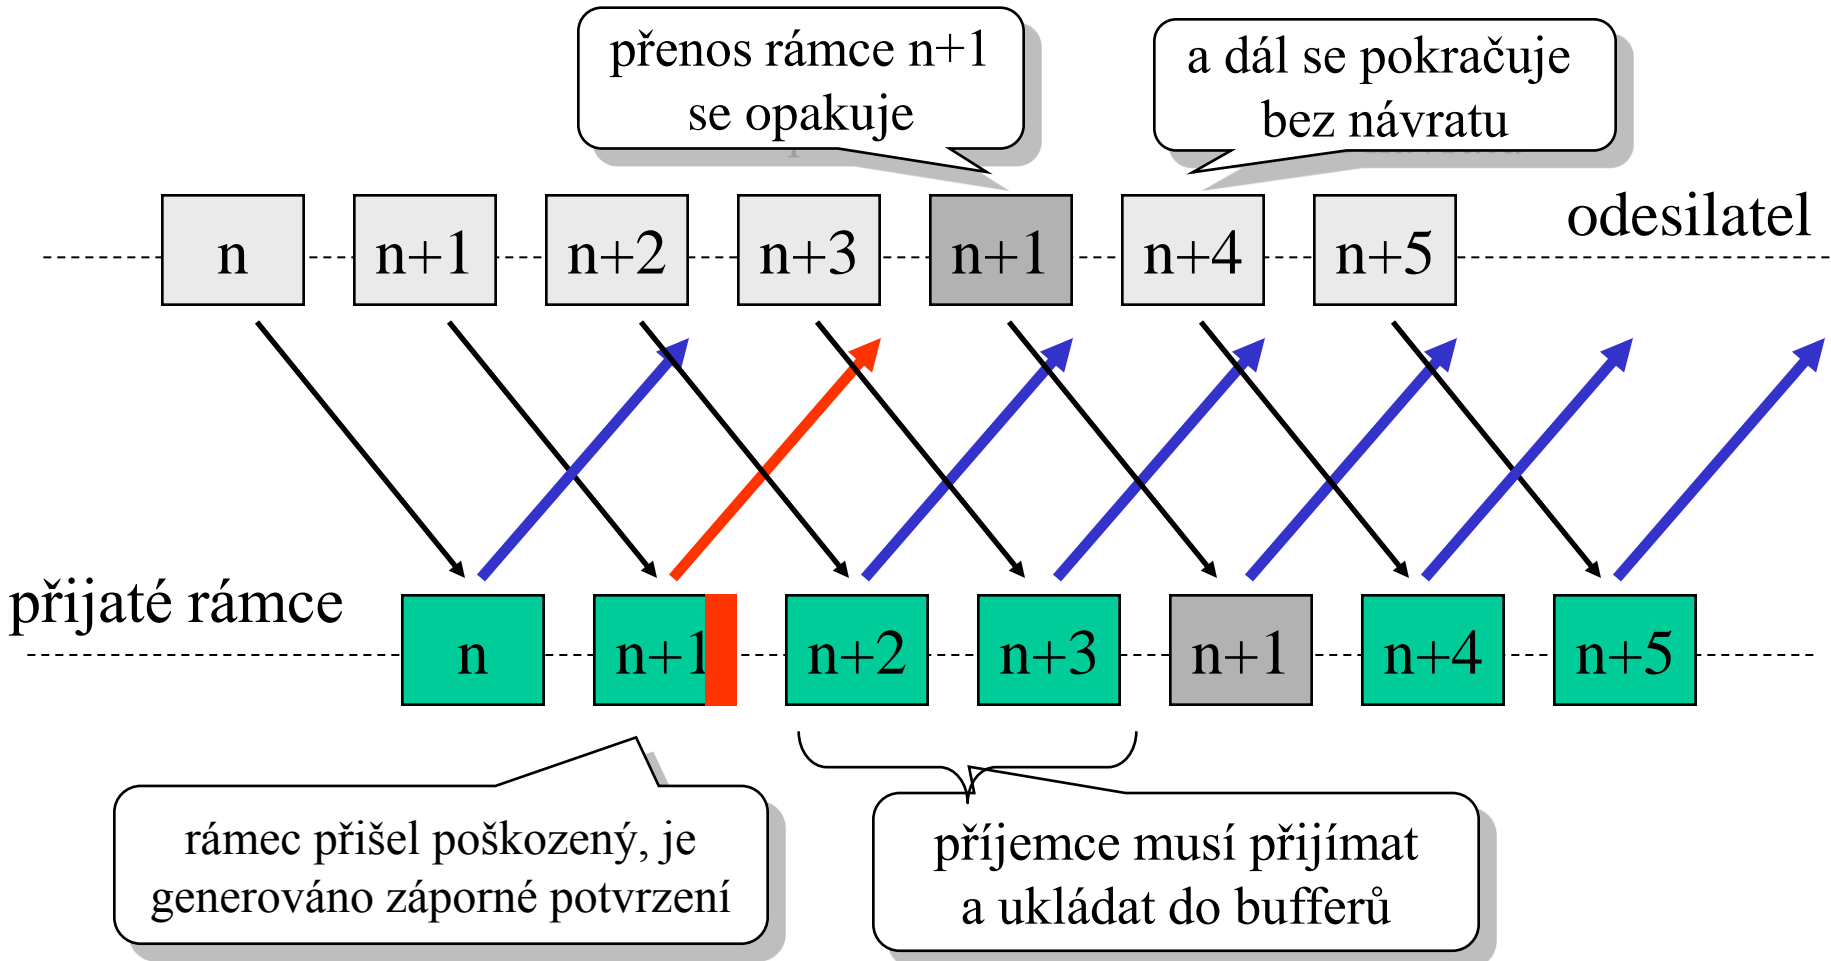 přenos rámce n+1
se opakuje
a dál se pokračuje
bez návratu
odesilatel
n
n+1
n+2
n+3
n+1
n+4
n+5
přijaté rámce
n
n+1
n+2
n+3
n+1
n+4
n+5
rámec přišel poškozený, je
generováno záporné potvrzení
příjemce musí přijímat
a ukládat do bufferů